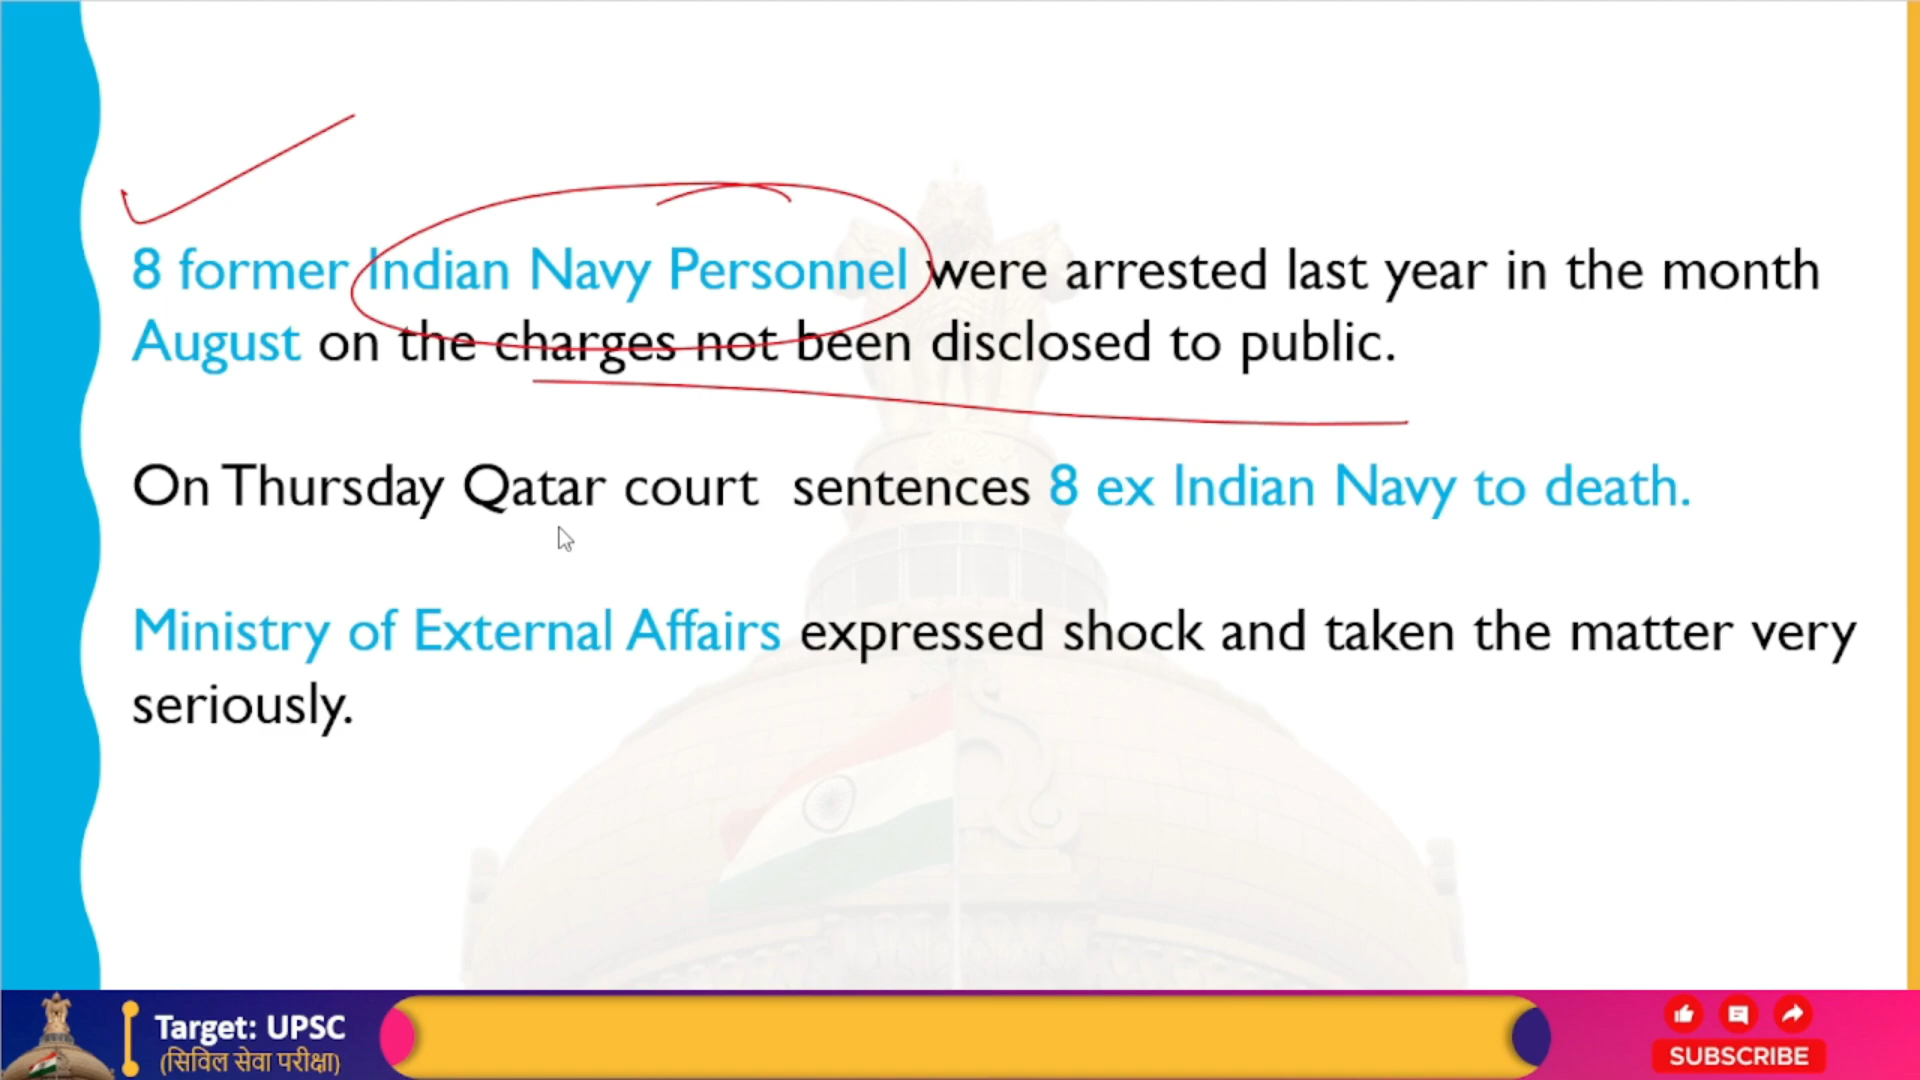 8 former Indian Navy Personnel were arrested last year in the month
August on the charges not been disclosed to public.
On Thursday Qatar court sentences 8 ex Indian Navy to death.
Ministry of External Affairs expressed shock and taken the matter very
seriously.
Target: UPSC
(सिविल सेवा परीक्षा)
SUBSCRIBE